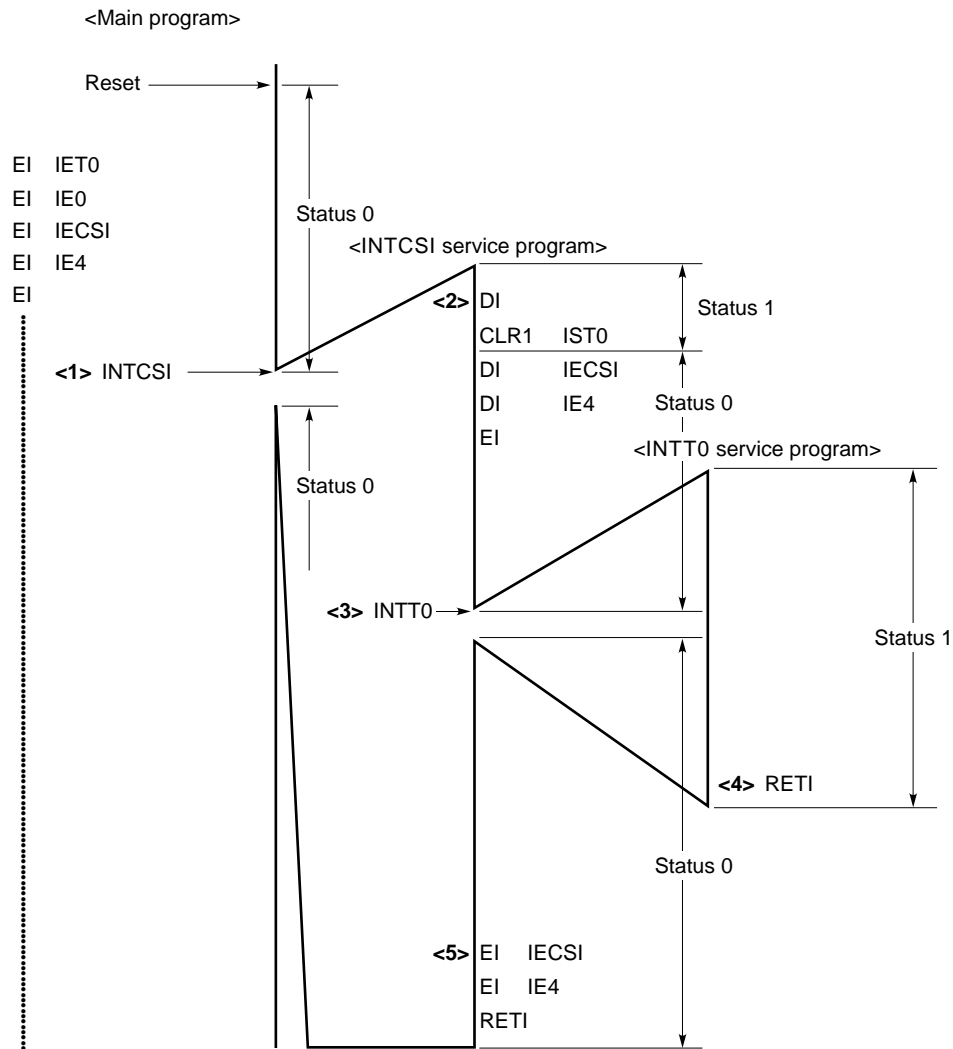 <Main program>
Reset
EI IET0
EI IE0
EI IECSI
EI IE4
EI
Status 0
<INTCSI service program>
<2> DI
CLR1 IST0
Status 1
<1> INTCSI
DI IECSI
DI IE4
EI
Status 0
<INTT0 service program>
Status 0
<3> INTT0
Status 1
<4> RETI
Status 0
<5> EI IECSI
EI IE4
RETI